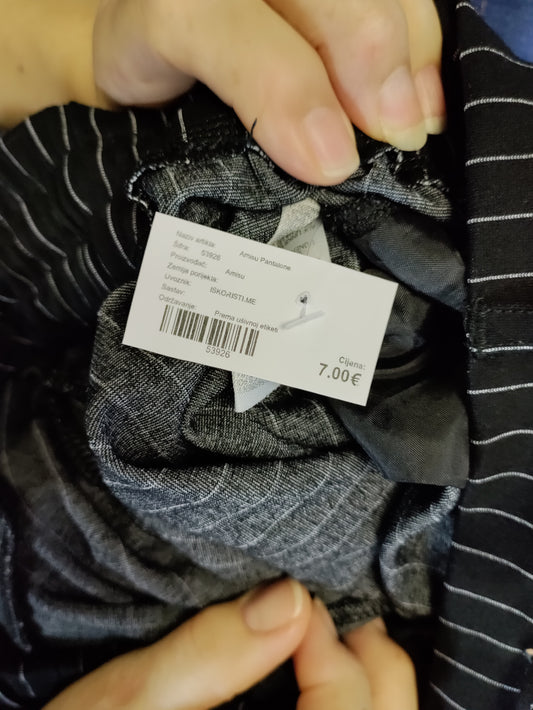 Naziv artikla: Amisu Pantalone
Šifra: 53926
Proizvođač: Amisu
Zemlja porijekla:
Uvoznik: ISKORISTI.ME
Sastav:
Održavanje: Prema ušivnoj etiketi
53926
Cijena:
7.00€